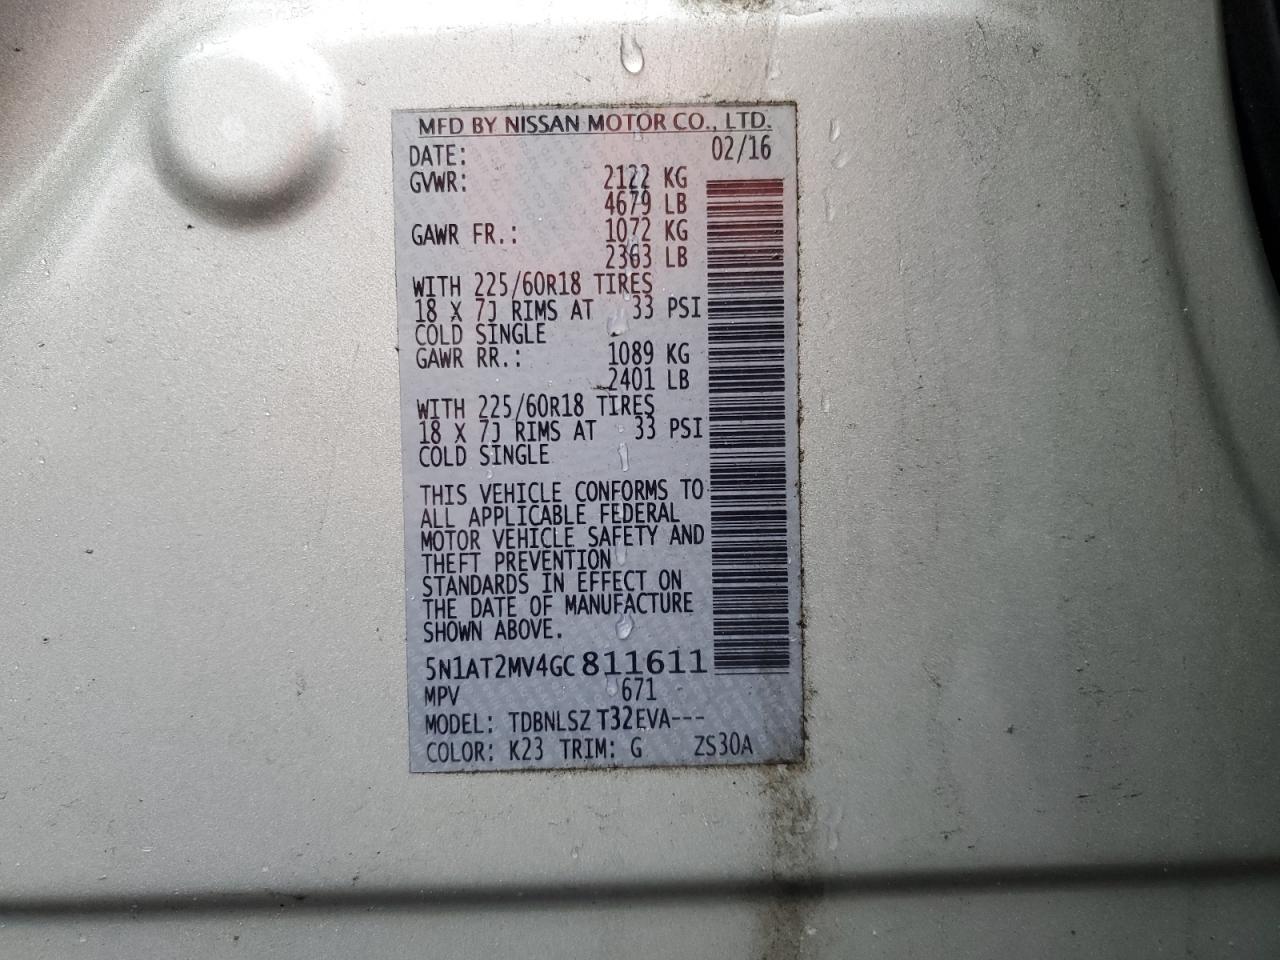 MFD BY NISSAN MOTOR CO., LTD.
DATE: 02/16
GVWR: 2122 KG
4679 LB
GAWR FR.: 1072 KG
2363 LB
WITH 225/60R18 TIRES
18 X 7J RIMS AT 33 PSI
COLD SINGLE
GAWR RR.: 1089 KG
2401 LB
WITH 225/60R18 TIRES
18 X 7J RIMS AT 33 PSI
COLD SINGLE
THIS VEHICLE CONFORMS TO
ALL APPLICABLE FEDERAL
MOTOR VEHICLE SAFETY AND
THEFT PREVENTION
STANDARDS IN EFFECT ON
THE DATE OF MANUFACTURE
SHOWN ABOVE.
5N1AT2MV4GC811611
MPV 671
MODEL: TDBNLSZ T32EVA---
COLOR: K23 TRIM: G ZS30A